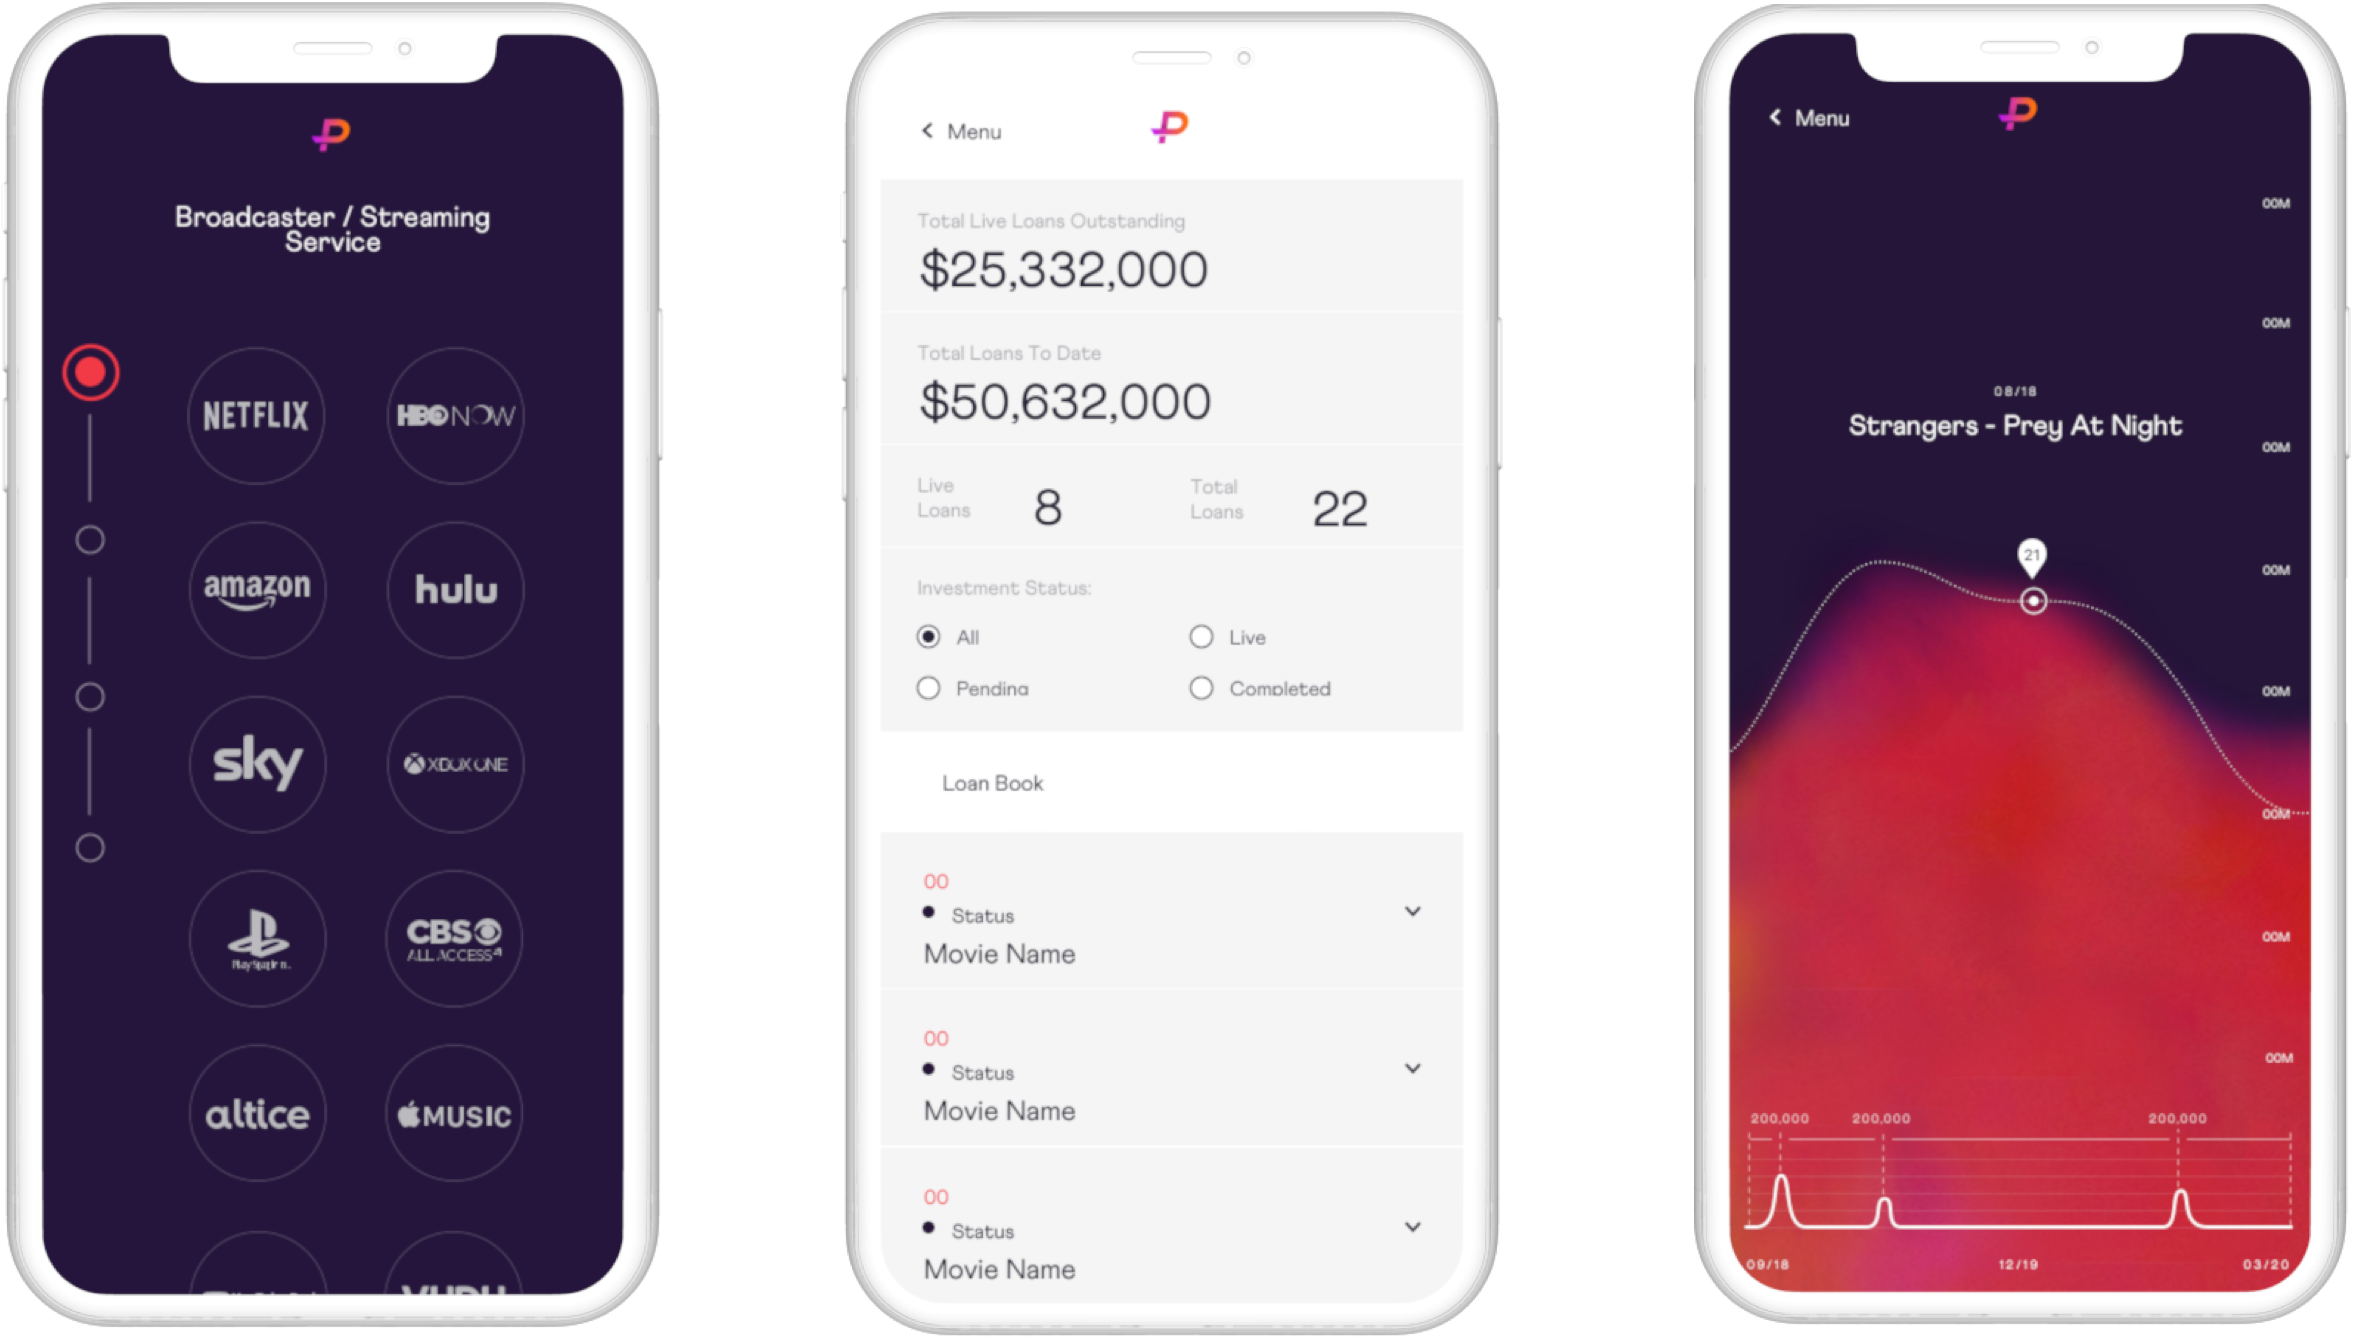 Broadcaster / Streaming
Service
NETFLIX
HBO NOW
amazon
hulu
sky
XBOX ONE
CBS
ALL ACCESS
altice
MUSIC
VUDU
Menu
Total Live Loans Outstanding
$25,332,000
Total Loans To Date
$50,632,000
Live
Loans
8
Total
Loans
22
Investment Status:
All
Live
Pending
Completed
Loan Book
00
Status
Movie Name
00
Status
Movie Name
00
Status
Movie Name
Menu
00M
00M
08/18
Strangers - Prey At Night
00M
21
00M
00M
00M
00M
00M
200,000 200,000 200,000
09/18 12/19 03/20